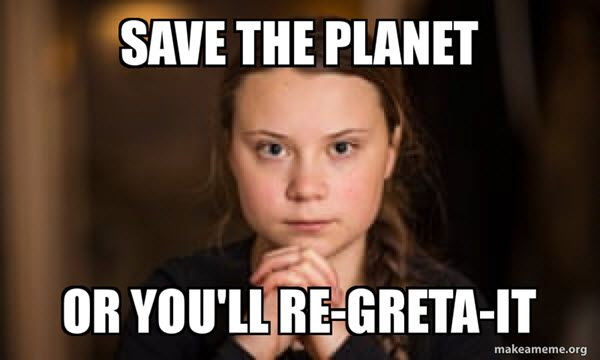 SAVE THE PLANET
OR YOU'LL RE-GRETA-IT
makeameme.org